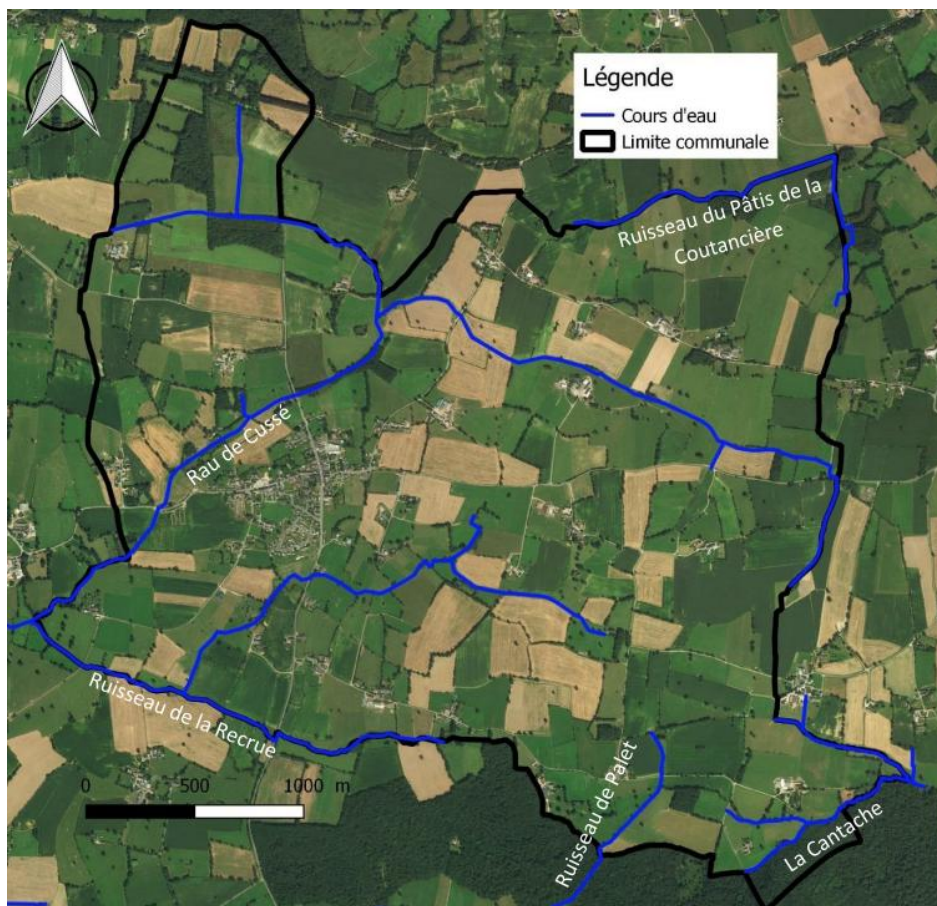 Légende
Cours d'eau
Limite communale
Ruisseau du Pâtis de la
Coutancière
Rau de Cussé
Ruisseau de la Recrue
0 500 1000 m
Ruisseau de Palet
La Cantache